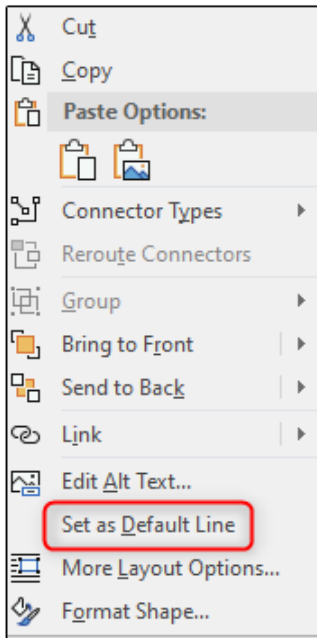 Cut
Copy
Paste Options:
Connector Types
Reroute Connectors
Group
Bring to Front
Send to Back
Link
Edit Alt Text...
Set as Default Line
More Layout Options...
Format Shape...